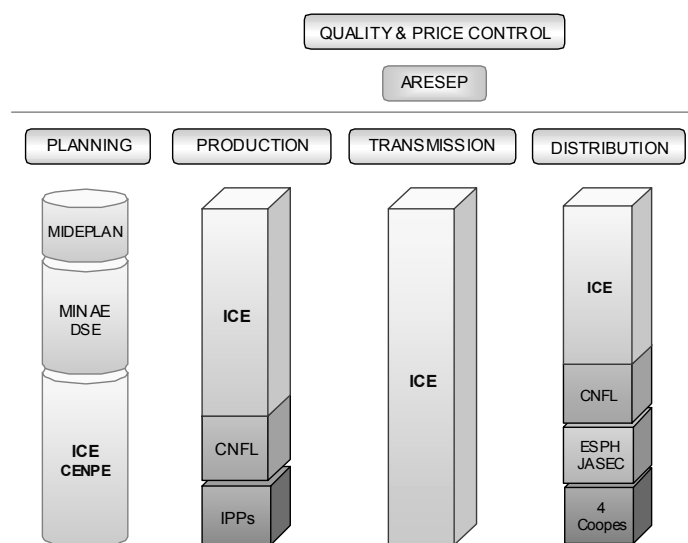 QUALITY & PRICE CONTROL
ARESEP
PLANNING
PRODUCTION
TRANSMISSION
DISTRIBUTION
MIDEPLAN
MINAE
DSE
ICE
CENPE
ICE
CNFL
IPPs
ICE
ICE
CNFL
ESPH
JASEC
4
Coopes